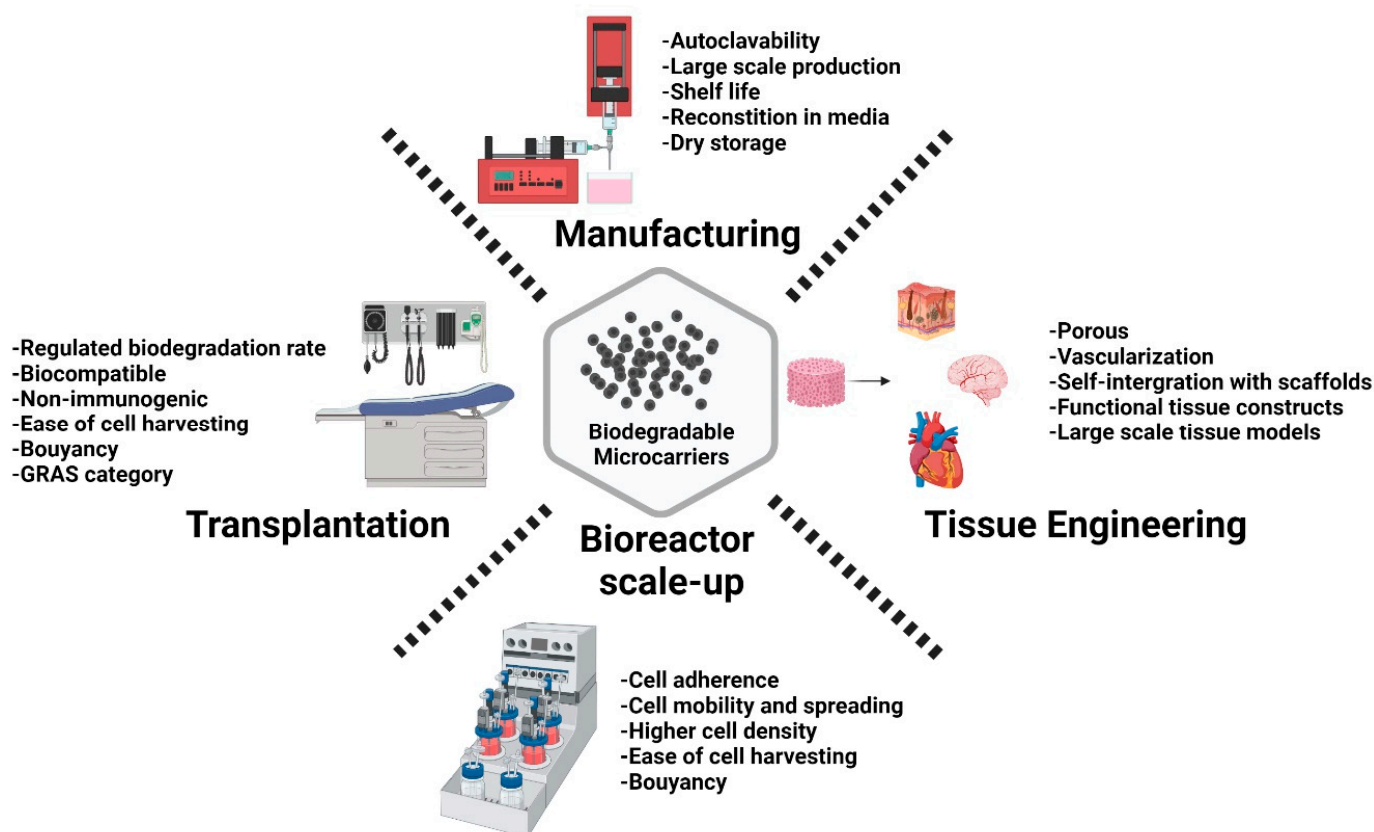 -Autoclavability
-Large scale production
-Shelf life
-Reconstition in media
-Dry storage
Manufacturing
-Regulated biodegradation rate
-Biocompatible
-Non-immunogenic
-Ease of cell harvesting
-Bouyancy
-GRAS category
Transplantation
Biodegradable
Microcarriers
-Porous
-Vascularization
-Self-intergration with scaffolds
-Functional tissue constructs
-Large scale tissue models
Tissue Engineering
Bioreactor
scale-up
-Cell adherence
-Cell mobility and spreading
-Higher cell density
-Ease of cell harvesting
-Bouyancy